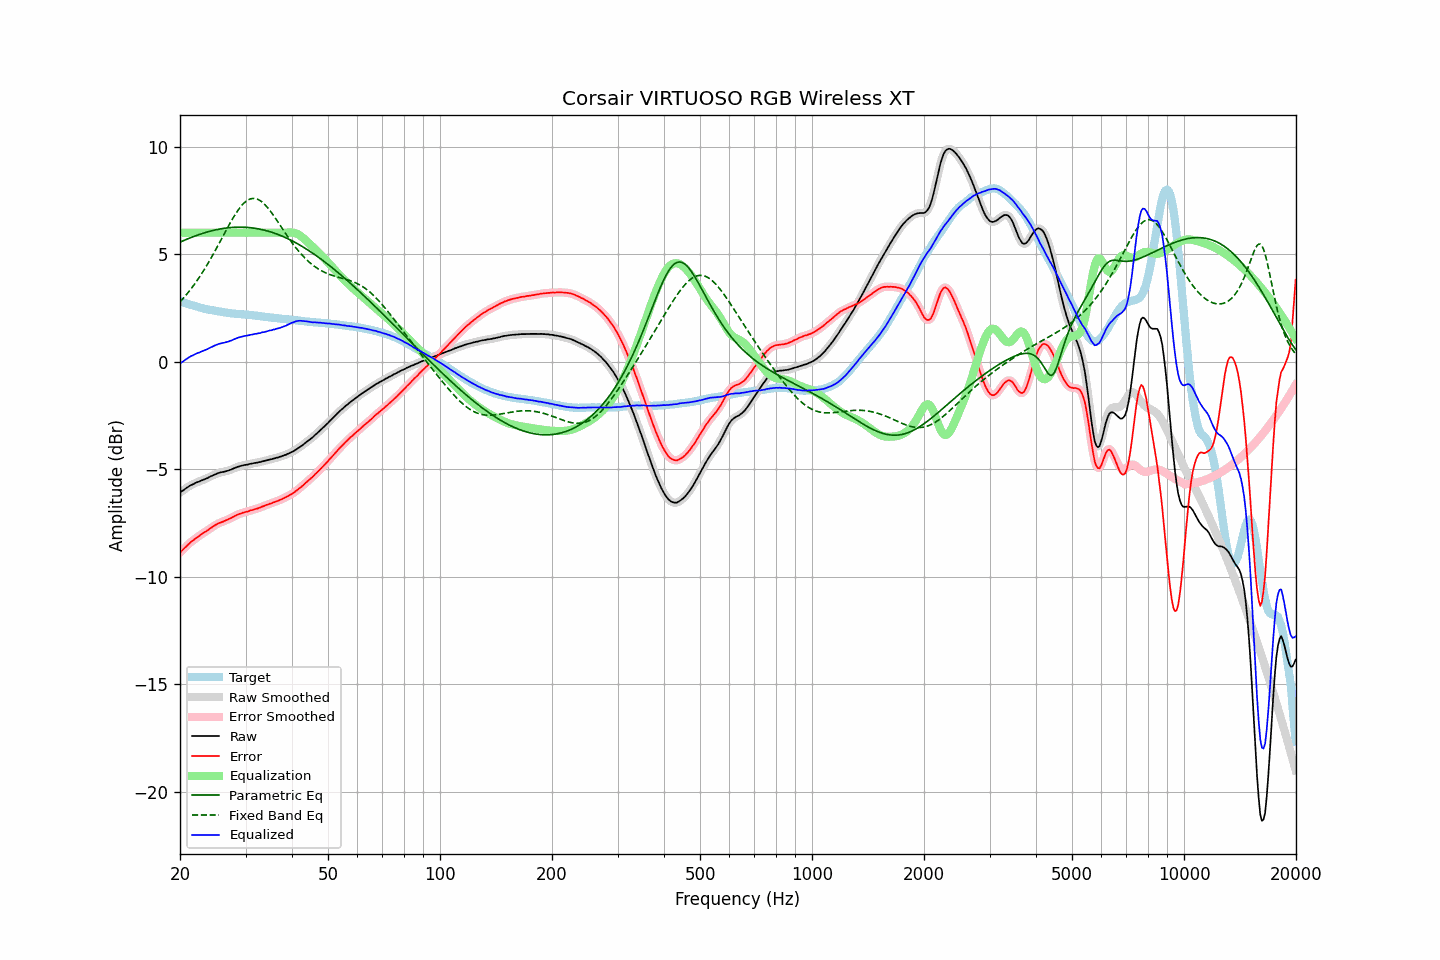 Corsair VIRTUOSO RGB Wireless XT
Amplitude (dBr)
10
5
0
−5
−10
−15
−20
Target
Raw Smoothed
Error Smoothed
Raw
Error
Equalization
Parametric Eq
Fixed Band Eq
Equalized
20 50 100 200 500 1000 2000 5000 10000 20000
Frequency (Hz)